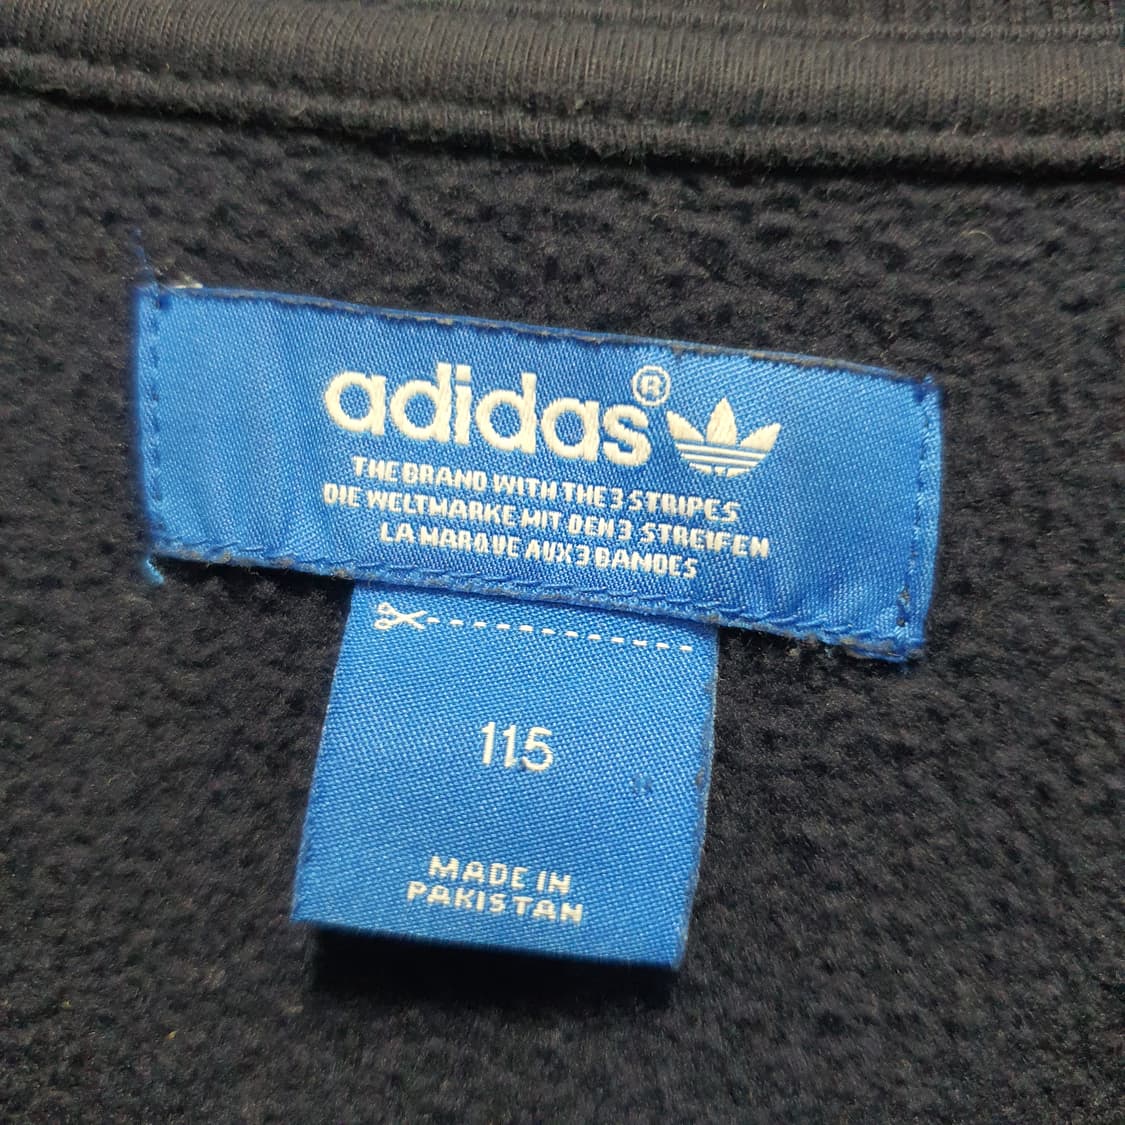 adidas®
THE BRAND WITH THE 3 STRIPES
DIE WELTMARKE MIT DEN 3 STREIFEN
LA MARQUE AUX 3 BANDES
115
MADE IN
PAKISTAN